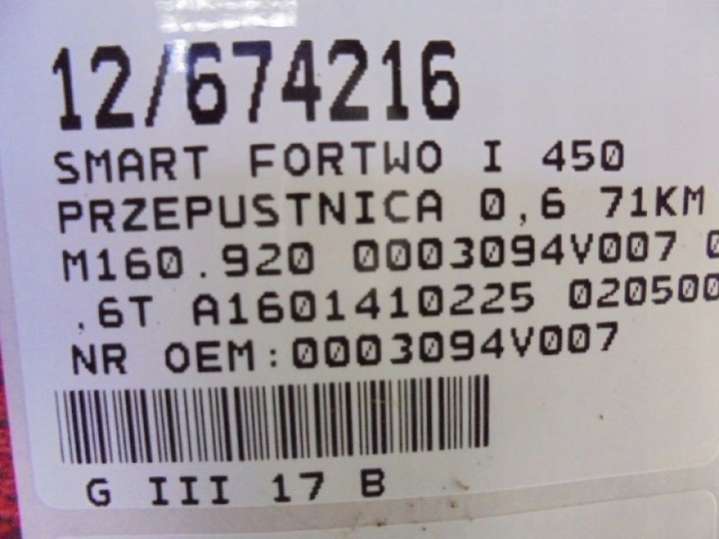 12/674216
SMART FORTWO I 450
PRZEPUSTNICA 0,6 71KM
M160.920 0003094V007 0
,6T A1601410225 020500
NR OEM:0003094V007
G III 17 B